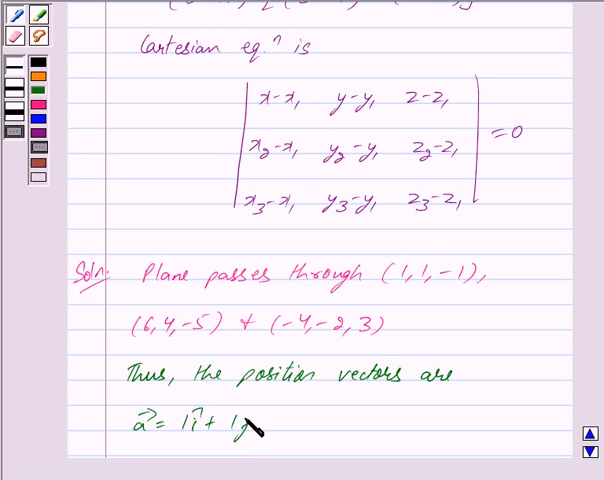 Cartesian eq.ⁿ is
| x-x₁ y-y₁ z-z₁ |
| x₂-x₁ y₂-y₁ z₂-z₁ | = 0
| x₃-x₁ y₃-y₁ z₃-z₁ |
Soln: Plane passes through (1, 1, -1),
(6, 4, -5) + (-4, -2, 3)
Thus, the position vectors are
a⃗ = 1î + 1j